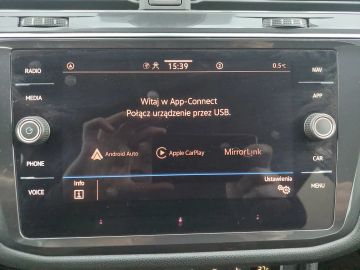 RADIO
MEDIA
PHONE
VOICE
15:39
0.5°C
Witaj w App-Connect
Połącz urządzenie przez USB.
Android Auto
Apple CarPlay
MirrorLink
Info
Ustawienia
NAV
APP
CAR
MENU